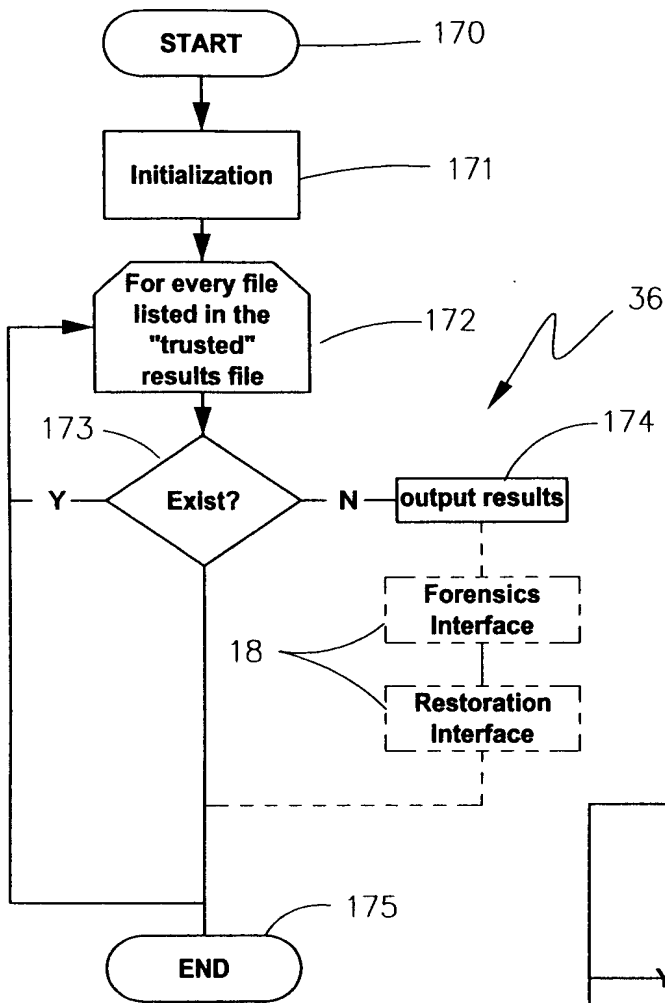 START
170
Initialization
171
For every file
listed in the
"trusted"
results file
172
36
173
174
Y
Exist?
N
output results
Forensics
Interface
18
Restoration
Interface
175
END
Y